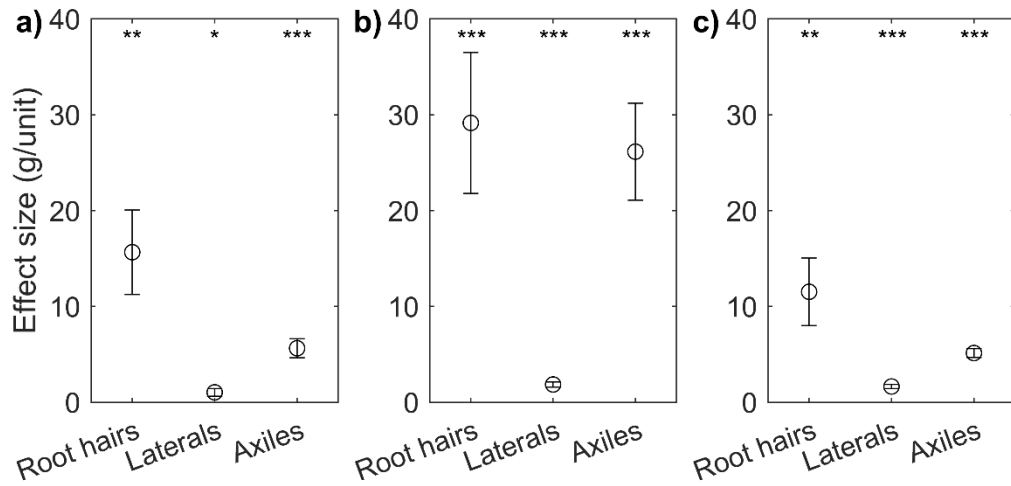 a) b) c)
** * *** *** *** *** ** *** ***
40 40 40
30 30 30
20 20 20
10 10 10
0 0 0
Effect size (g/unit)
Root hairs Laterals Axiles Root hairs Laterals Axiles Root hairs Laterals Axiles